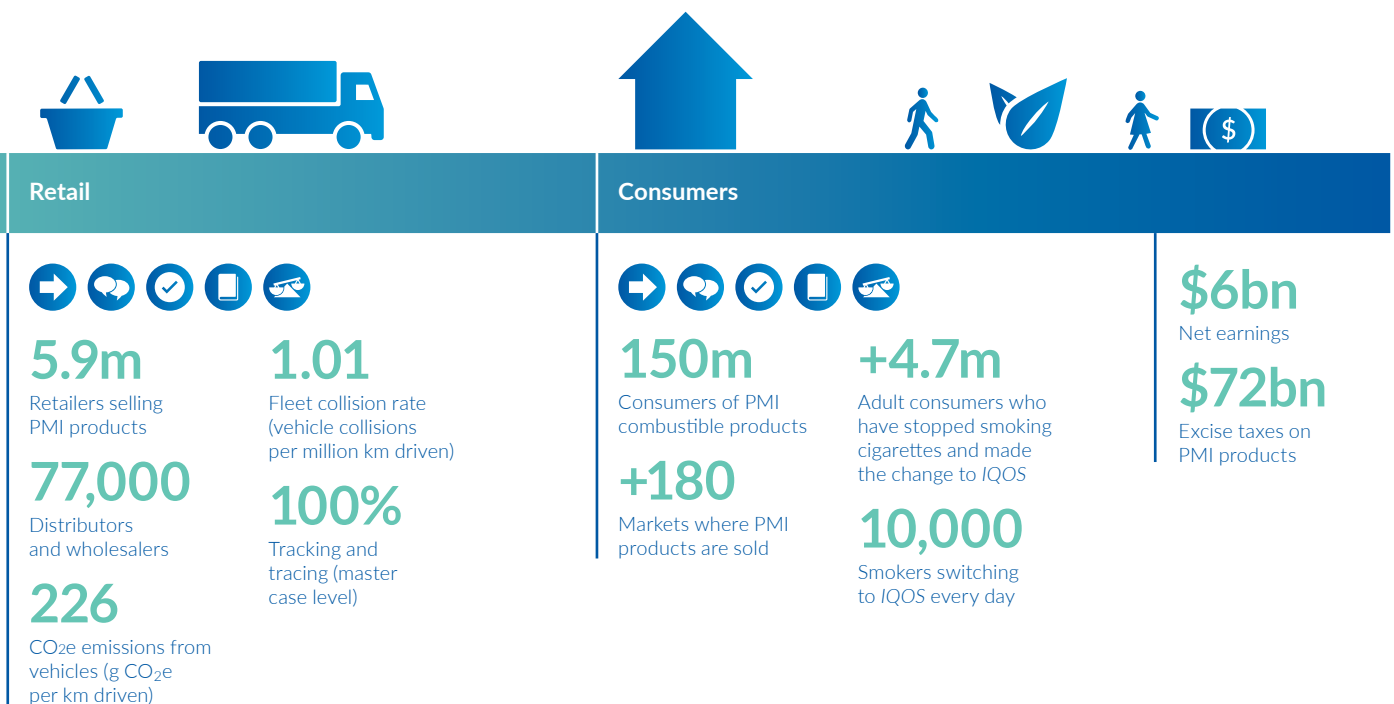 $
Retail
5.9m
Retailers selling
PMI products
77,000
Distributors
and wholesalers
226
CO2e emissions from
vehicles (g CO₂e
per km driven)
1.01
Fleet collision rate
(vehicle collisions
per million km driven)
100%
Tracking and
tracing (master
case level)
Consumers
150m
Consumers of PMI
combustible products
+180
Markets where PMI
products are sold
+4.7m
Adult consumers who
have stopped smoking
cigarettes and made
the change to IQOS
10,000
Smokers switching
to IQOS every day
$6bn
Net earnings
$72bn
Excise taxes on
PMI products